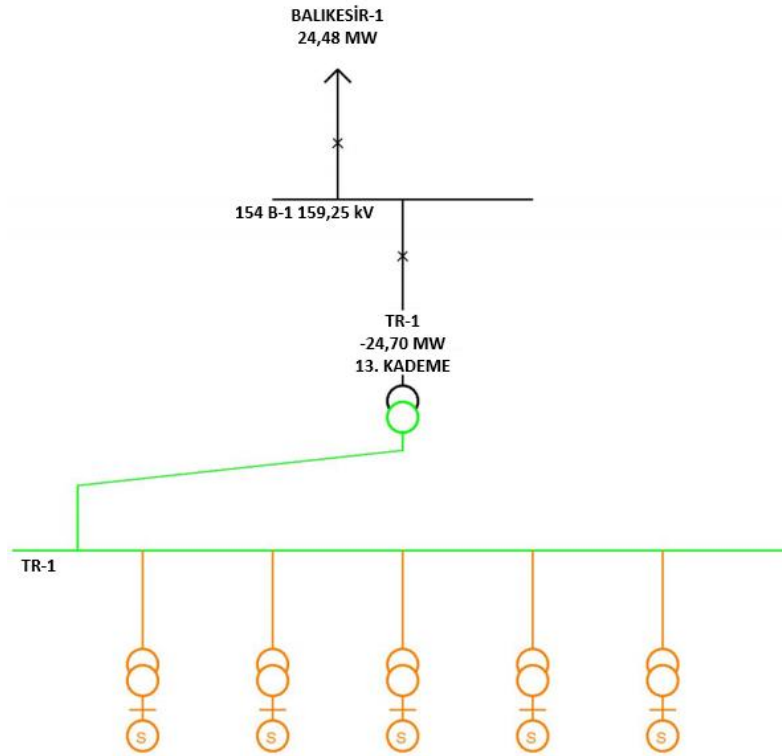 BALIKESİR-1
24,48 MW
154 B-1 159,25 kV
TR-1
-24,70 MW
13. KADEME
TR-1
S S S S S